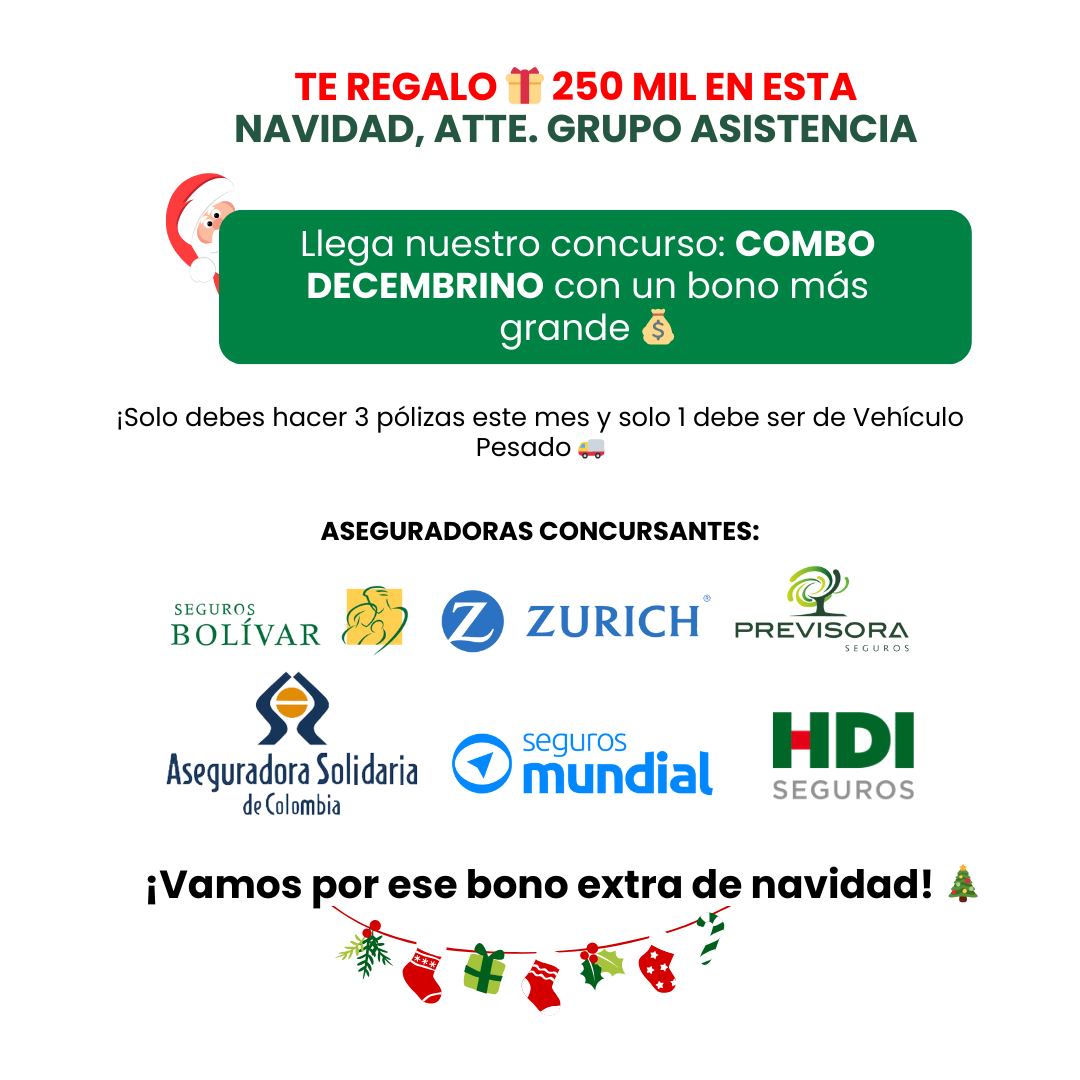 TE REGALO 🎁 250 MIL EN ESTA
NAVIDAD, ATTE. GRUPO ASISTENCIA
Llega nuestro concurso: COMBO
DECEMBRINO con un bono más
grande 💰
¡Solo debes hacer 3 pólizas este mes y solo 1 debe ser de Vehículo
Pesado 🚚
ASEGURADORAS CONCURSANTES:
SEGUROS
BOLÍVAR
Z ZURICH®
PREVISORA
SEGUROS
Aseguradora Solidaria
de Colombia
seguros
mundial
HDI
SEGUROS
¡Vamos por ese bono extra de navidad! 🎄